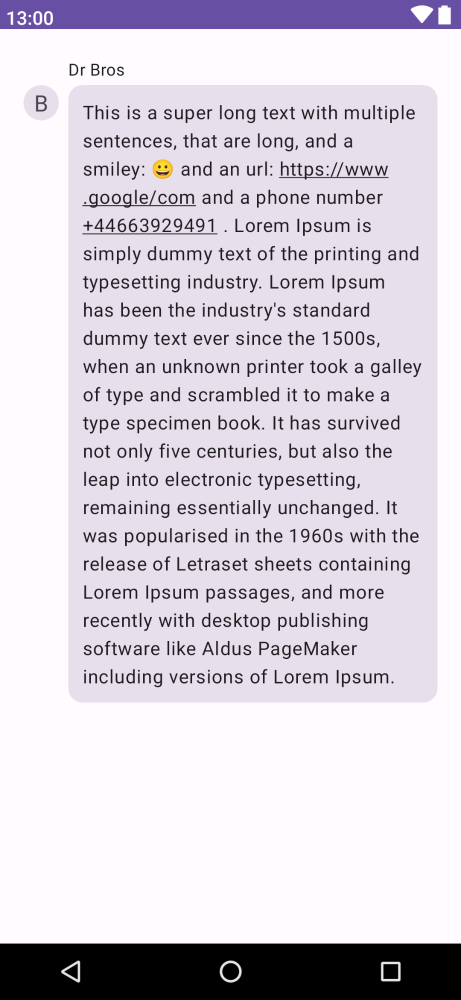 13:00
Dr Bros
B
This is a super long text with multiple
sentences, that are long, and a
smiley: 😀 and an url: https://www
.google/com and a phone number
+44663929491 . Lorem Ipsum is
simply dummy text of the printing and
typesetting industry. Lorem Ipsum
has been the industry's standard
dummy text ever since the 1500s,
when an unknown printer took a galley
of type and scrambled it to make a
type specimen book. It has survived
not only five centuries, but also the
leap into electronic typesetting,
remaining essentially unchanged. It
was popularised in the 1960s with the
release of Letraset sheets containing
Lorem Ipsum passages, and more
recently with desktop publishing
software like Aldus PageMaker
including versions of Lorem Ipsum.